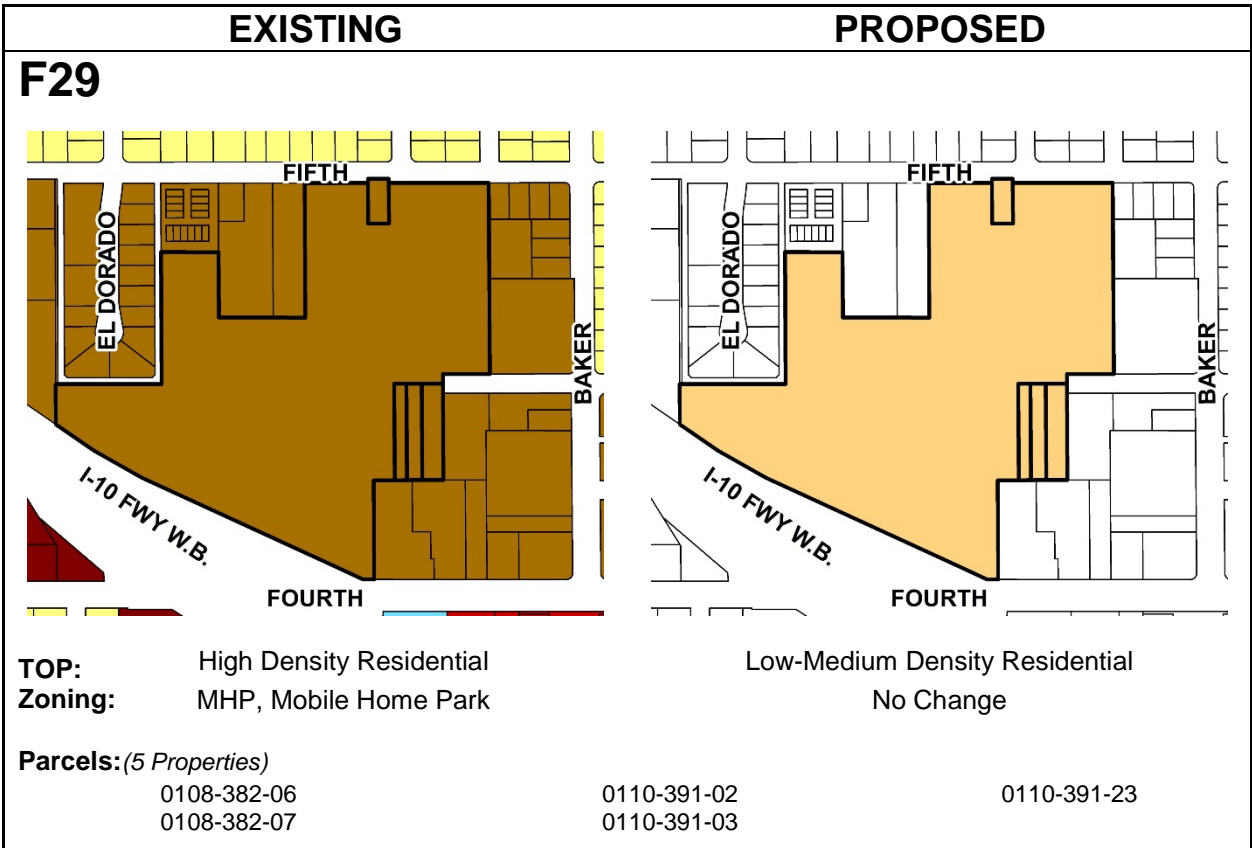 EXISTING PROPOSED
F29
FIFTH FIFTH
EL DORADO EL DORADO
BAKER BAKER
I-10 FWY W.B. I-10 FWY W.B.
FOURTH FOURTH
TOP: High Density Residential Low-Medium Density Residential
Zoning: MHP, Mobile Home Park No Change
Parcels: (5 Properties)
0108-382-06 0110-391-02 0110-391-23
0108-382-07 0110-391-03